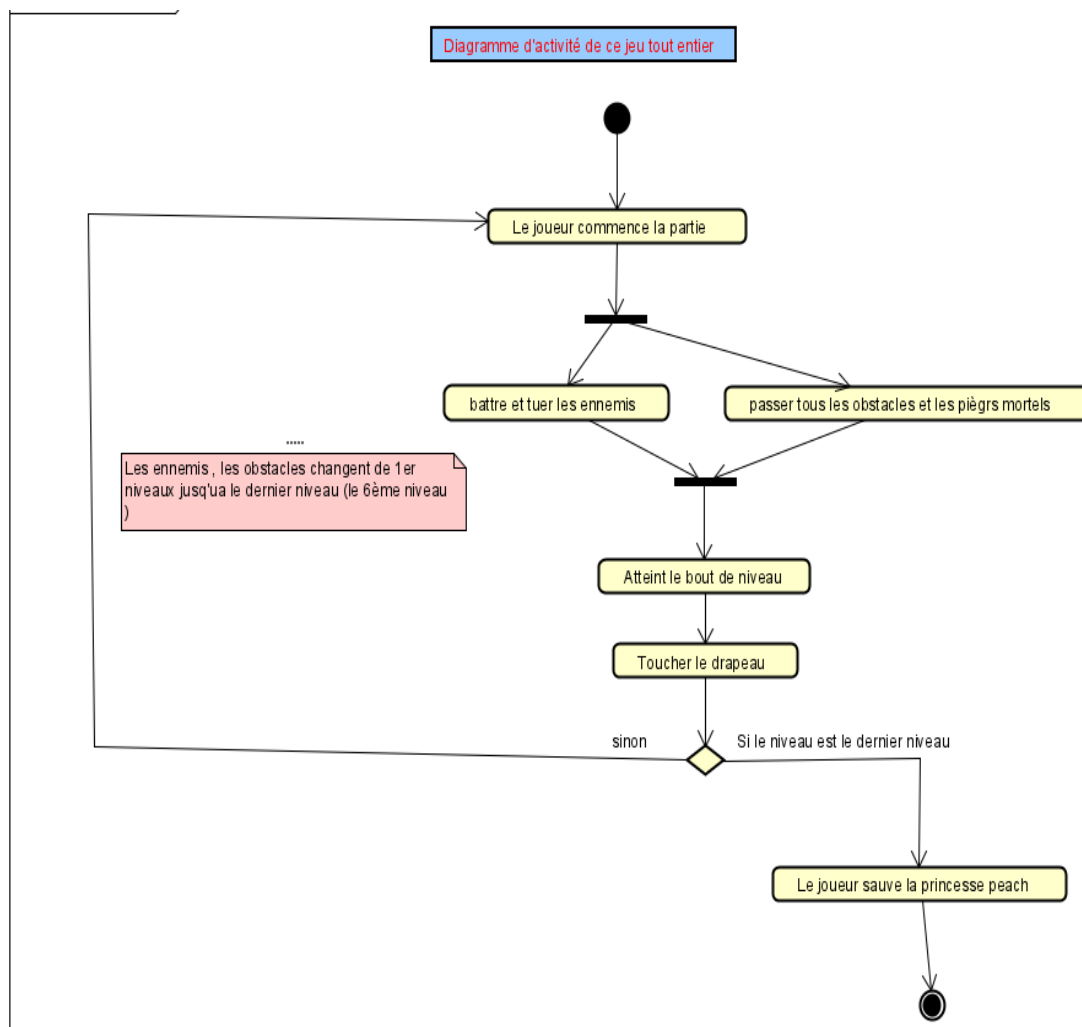 Diagramme d'activité de ce jeu tout entier
Le joueur commence la partie
battre et tuer les ennemis
passer tous les obstacles et les piègrs mortels
.....
Les ennemis , les obstacles changent de 1er
niveaux jusqu'ua le dernier niveau (le 6ème niveau
)
Atteint le bout de niveau
Toucher le drapeau
sinon
Si le niveau est le dernier niveau
Le joueur sauve la princesse peach